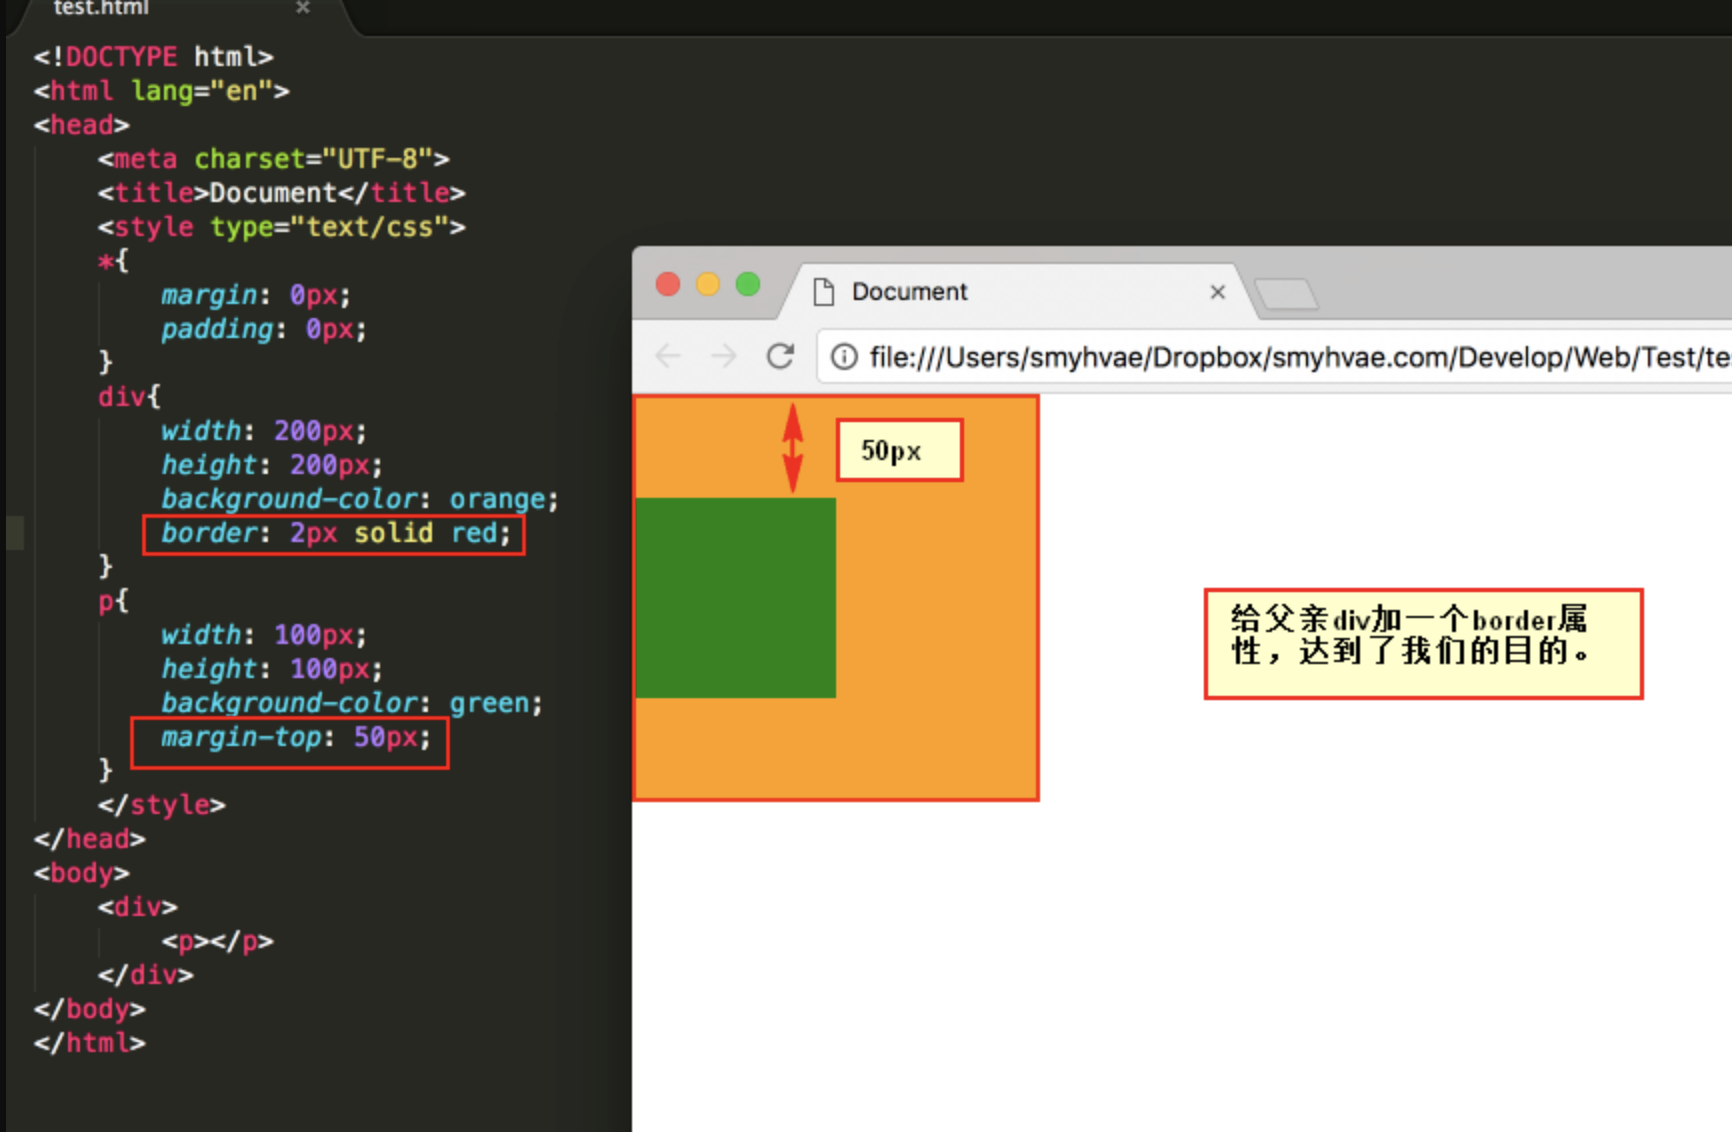 test.html
<!DOCTYPE html>
<html lang="en">
<head>
<meta charset="UTF-8">
<title>Document</title>
<style type="text/css">
*{
margin: 0px;
padding: 0px;
}
div{
width: 200px;
height: 200px;
background-color: orange;
border: 2px solid red;
}
p{
width: 100px;
height: 100px;
background-color: green;
margin-top: 50px;
}
</style>
</head>
<body>
<div>
<p></p>
</div>
</body>
</html>
Document
file:///Users/smyhvae/Dropbox/smyhvae.com/Develop/Web/Test/te
50px
给父亲div加一个border属
性，达到了我们的目的。